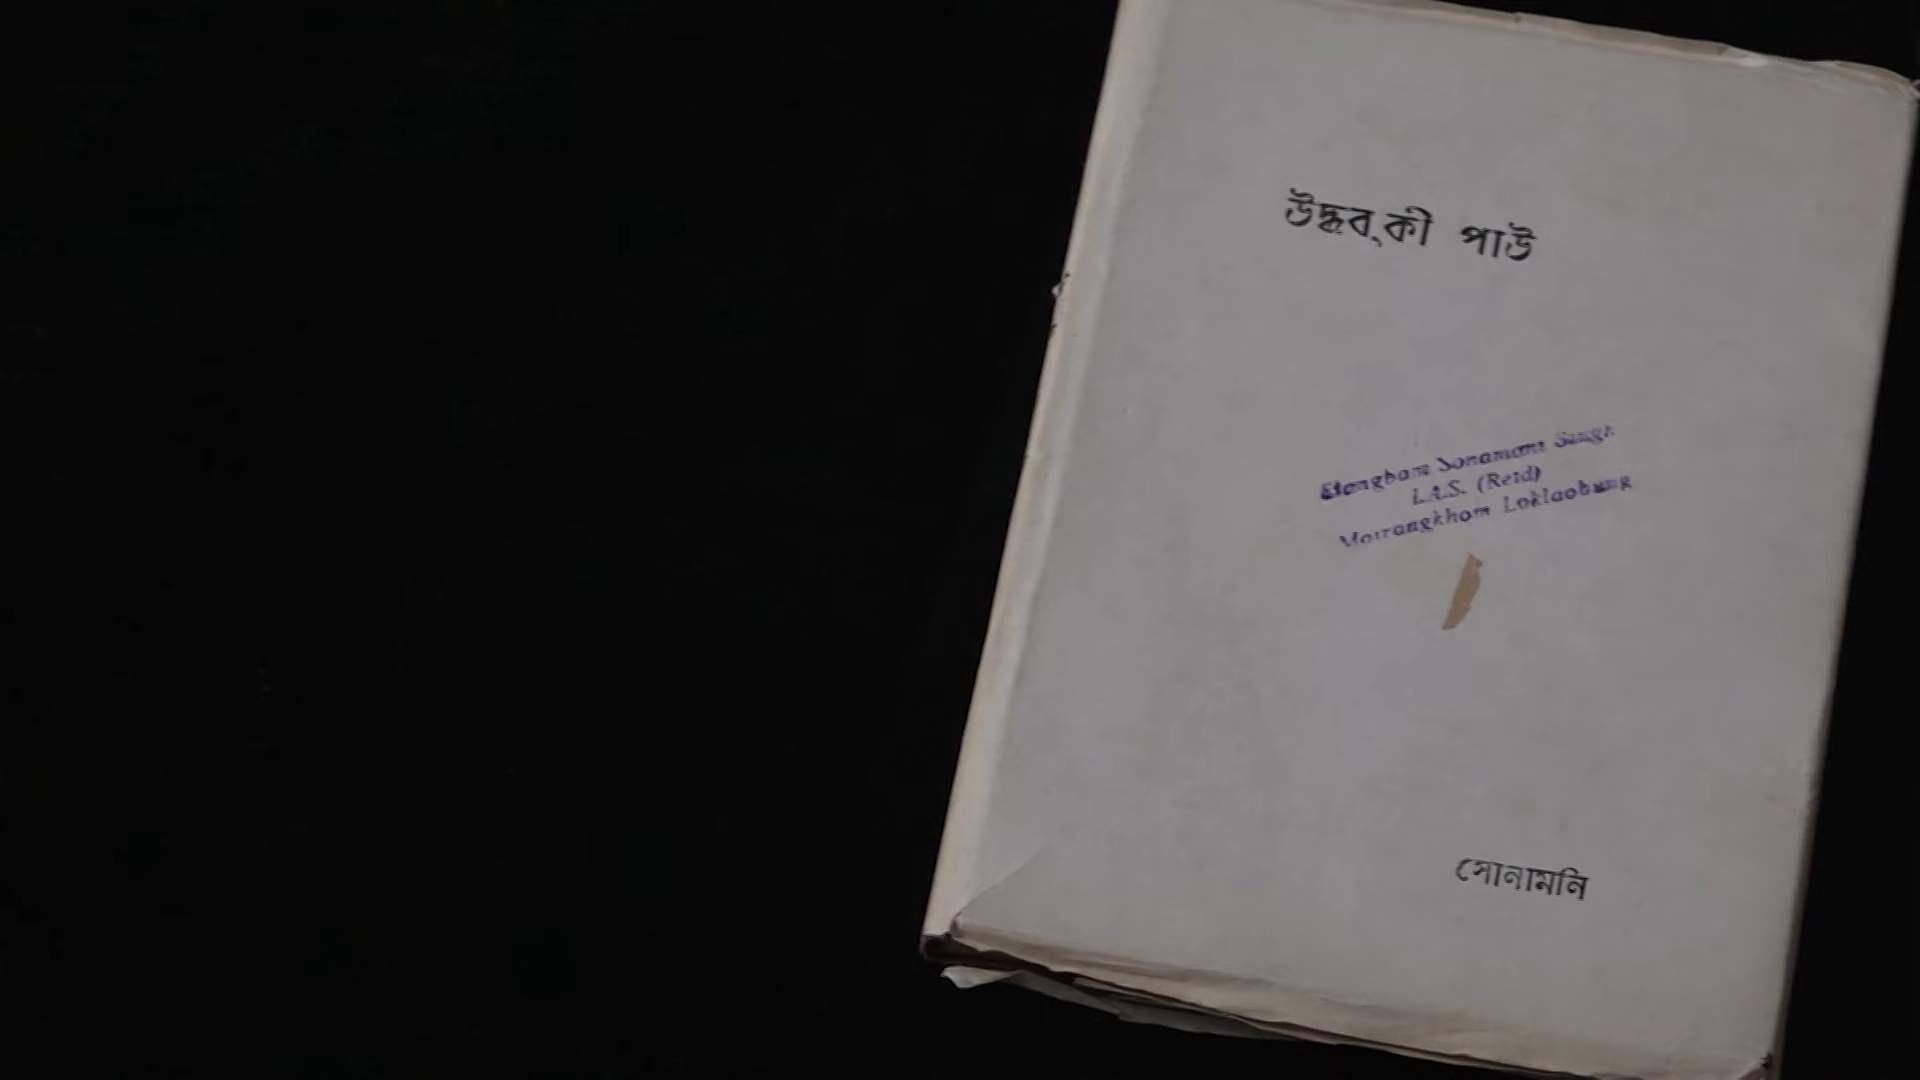 উদ্ধব্কী পাউ
Elangbam Sonamani Singh
I.A.S. (Retd)
Moirangkhom Loklaobung
সোনামনি